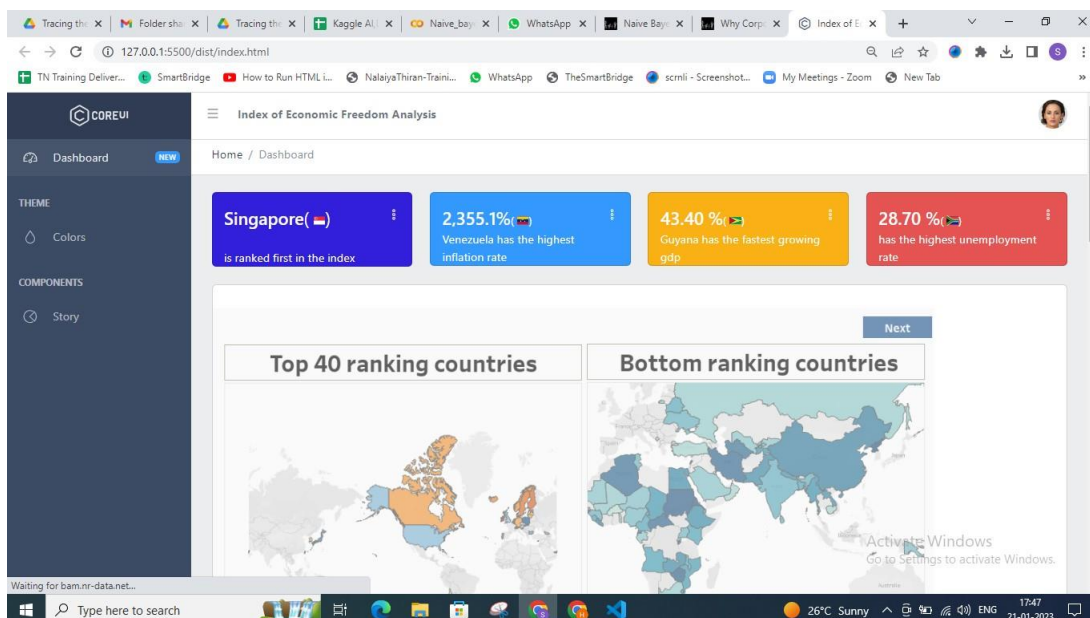 Tracing the
Folder sha
Tracing the
Kaggle AI
Naive_bay
WhatsApp
Naive Baye
Why Corp
Index of E
127.0.0.1:5500/dist/index.html
TN Training Deliver...
SmartBridge
How to Run HTML i...
NalaiyaThiran-Traini...
WhatsApp
TheSmartBridge
scrnli - Screenshot...
My Meetings - Zoom
New Tab
»
COREUI
Index of Economic Freedom Analysis
Dashboard NEW
Home / Dashboard
THEME
Colors
COMPONENTS
Story
Singapore( )
is ranked first in the index
2,355.1%( )
Venezuela has the highest
inflation rate
43.40 %( )
Guyana has the fastest growing
gdp
28.70 %( )
has the highest unemployment
rate
Next
Top 40 ranking countries
Bottom ranking countries
Activate Windows
Go to Settings to activate Windows.
Waiting for bam.nr-data.net...
Type here to search
26°C Sunny
ENG
17:47
21-01-2023